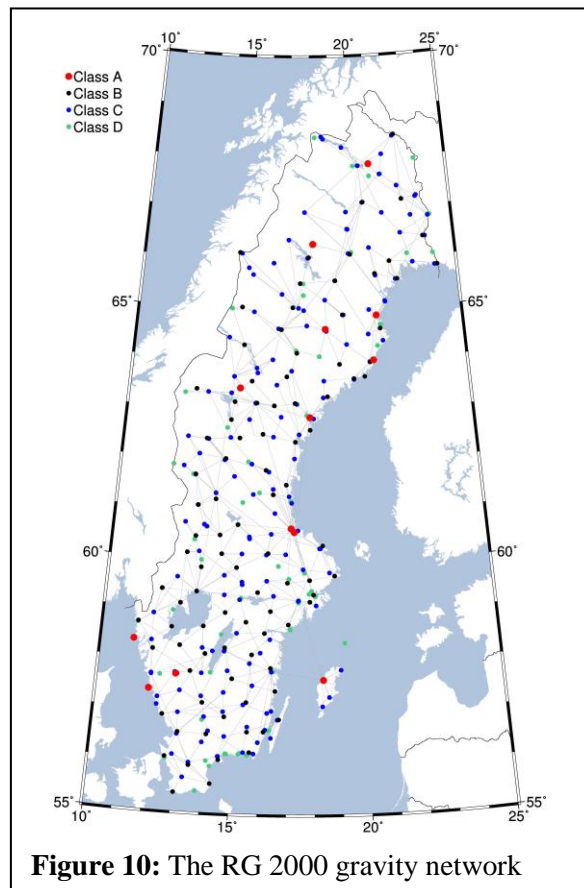 10˚ 15˚ 20˚ 25˚
70˚ 70˚
Class A
Class B
Class C
Class D
65˚ 65˚
60˚ 60˚
55˚ 55˚
10˚ 15˚ 20˚ 25˚
Figure 10: The RG 2000 gravity network